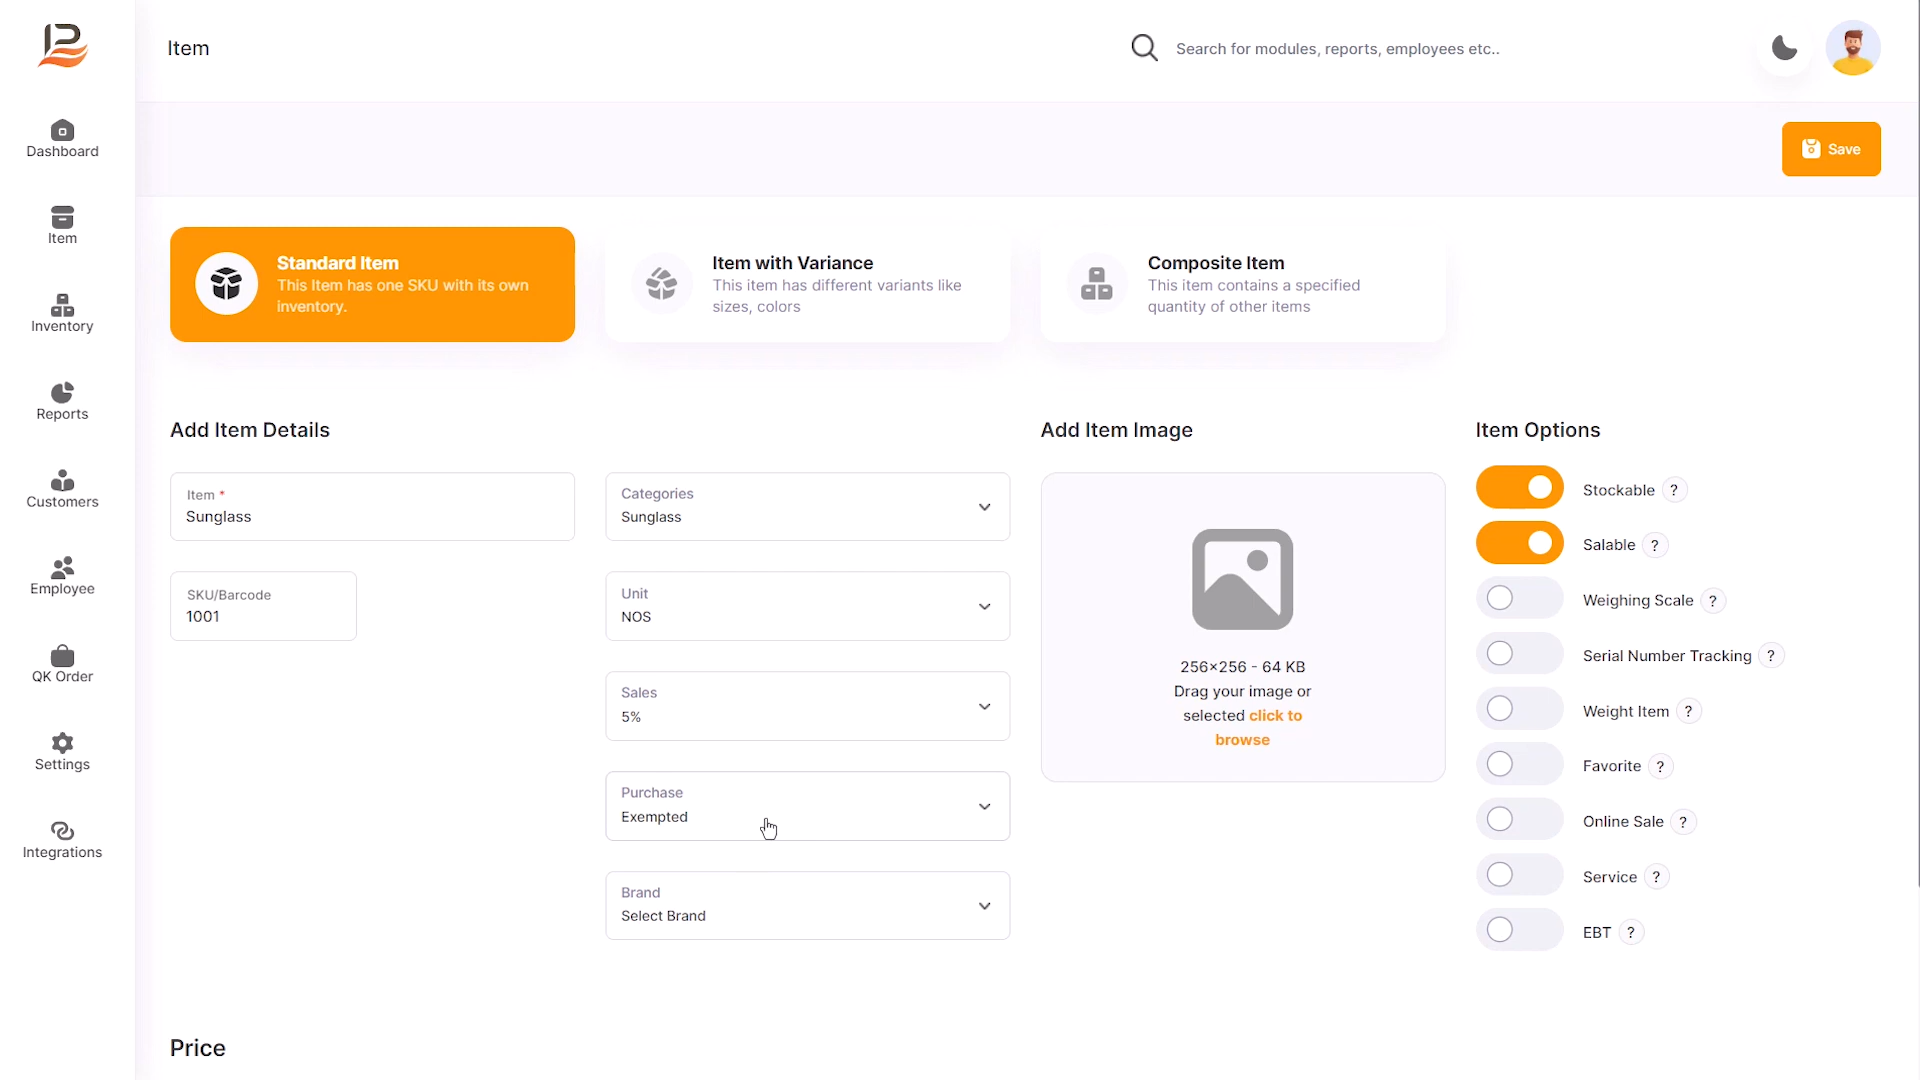 Item
Search for modules, reports, employees etc..
Dashboard
Item
Inventory
Reports
Customers
Employee
QK Order
Settings
Integrations
Save
Standard Item
This Item has one SKU with its own
inventory.
Item with Variance
This item has different variants like
sizes, colors
Composite Item
This item contains a specified
quantity of other items
Add Item Details
Item *
Sunglass
SKU/Barcode
1001
Categories
Sunglass
Unit
NOS
Sales
5%
Purchase
Exempted
Brand
Select Brand
Add Item Image
256×256 - 64 KB
Drag your image or
selected click to
browse
Item Options
Stockable ?
Salable ?
Weighing Scale ?
Serial Number Tracking ?
Weight Item ?
Favorite ?
Online Sale ?
Service ?
EBT ?
Price